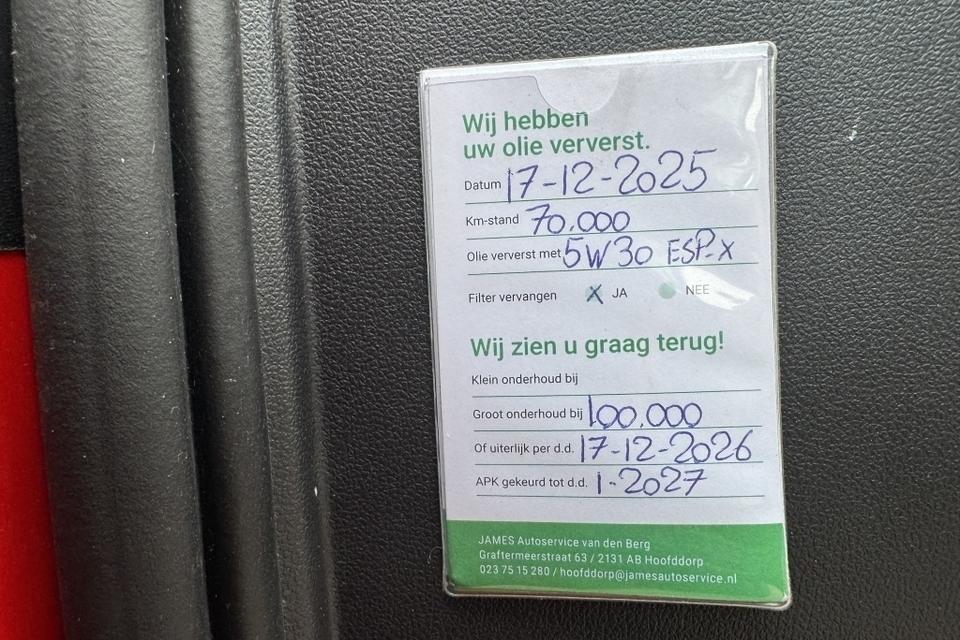 Wij hebben
uw olie ververst.
Datum 17-12-2025
Km-stand 70.000
Olie ververst met 5W30 ESP-X
Filter vervangen X JA NEE
Wij zien u graag terug!
Klein onderhoud bij
Groot onderhoud bij 100.000
Of uiterlijk per d.d. 17-12-2026
APK gekeurd tot d.d. 1-2027
JAMES Autoservice van den Berg
Graftermeerstraat 63 / 2131 AB Hoofddorp
023 75 15 280 / hoofddorp@jamesautoservice.nl